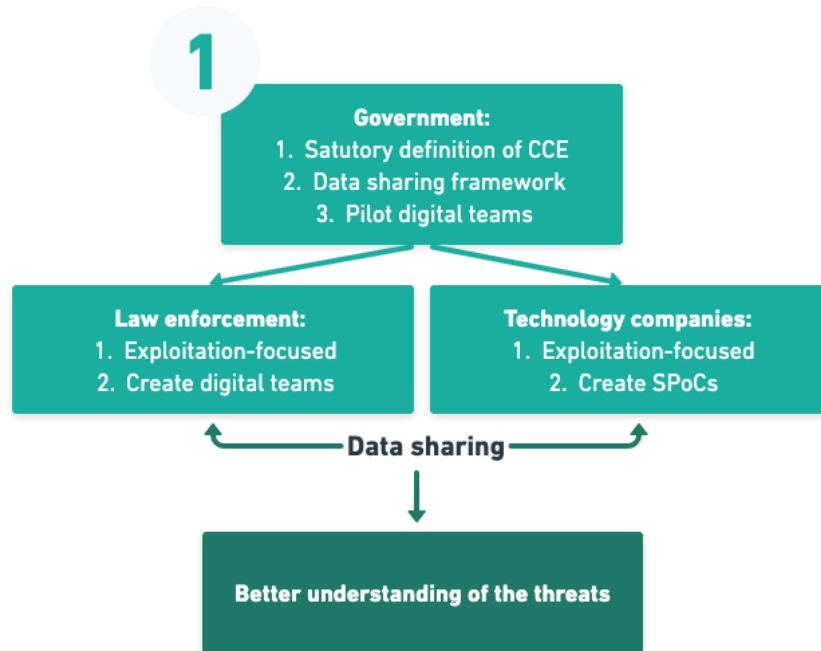 1
Government:
1. Satutory definition of CCE
2. Data sharing framework
3. Pilot digital teams
Law enforcement:
1. Exploitation-focused
2. Create digital teams
Technology companies:
1. Exploitation-focused
2. Create SPoCs
Data sharing
Better understanding of the threats